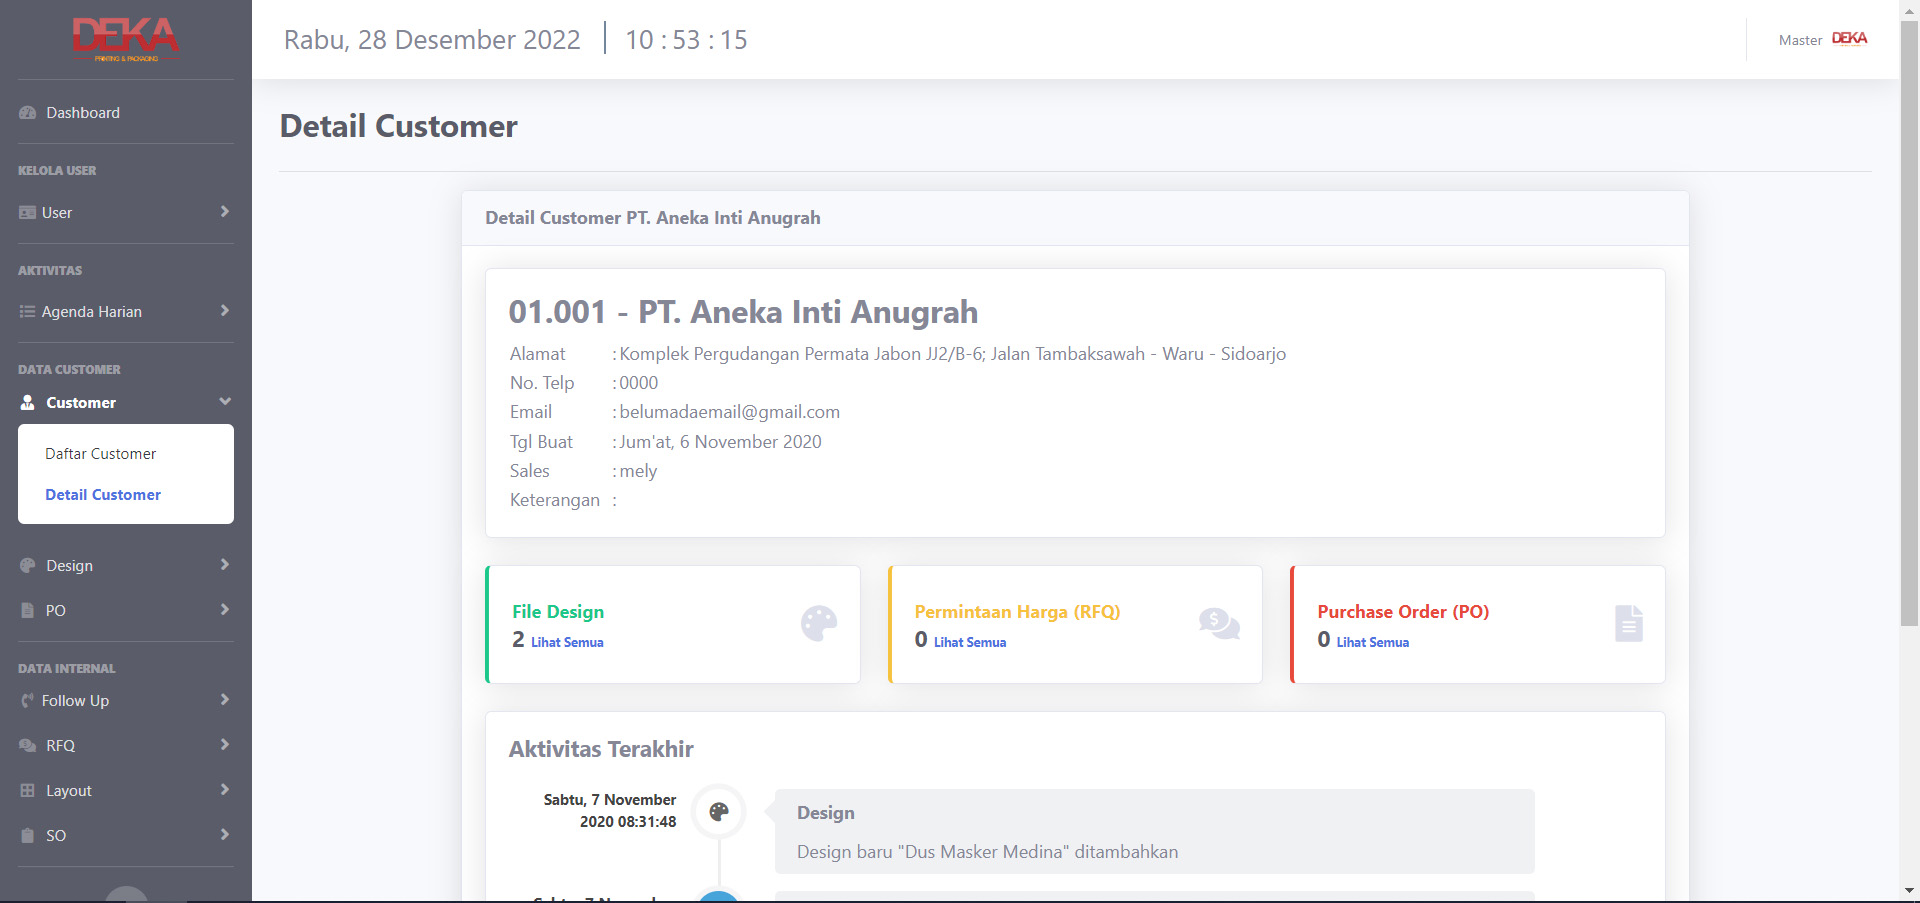 DEKA
PRINTING & PACKAGING
Dashboard
KELOLA USER
User
AKTIVITAS
Agenda Harian
DATA CUSTOMER
Customer
Daftar Customer
Detail Customer
Design
PO
DATA INTERNAL
Follow Up
RFQ
Layout
SO
Rabu, 28 Desember 2022 10 : 53 : 15
Master DEKA
Detail Customer
Detail Customer PT. Aneka Inti Anugrah
01.001 - PT. Aneka Inti Anugrah
Alamat : Komplek Pergudangan Permata Jabon JJ2/B-6; Jalan Tambaksawah - Waru - Sidoarjo
No. Telp : 0000
Email : belumadaemail@gmail.com
Tgl Buat : Jum'at, 6 November 2020
Sales : mely
Keterangan :
File Design
2 Lihat Semua
Permintaan Harga (RFQ)
0 Lihat Semua
Purchase Order (PO)
0 Lihat Semua
Aktivitas Terakhir
Sabtu, 7 November
2020 08:31:48
Design
Design baru "Dus Masker Medina" ditambahkan